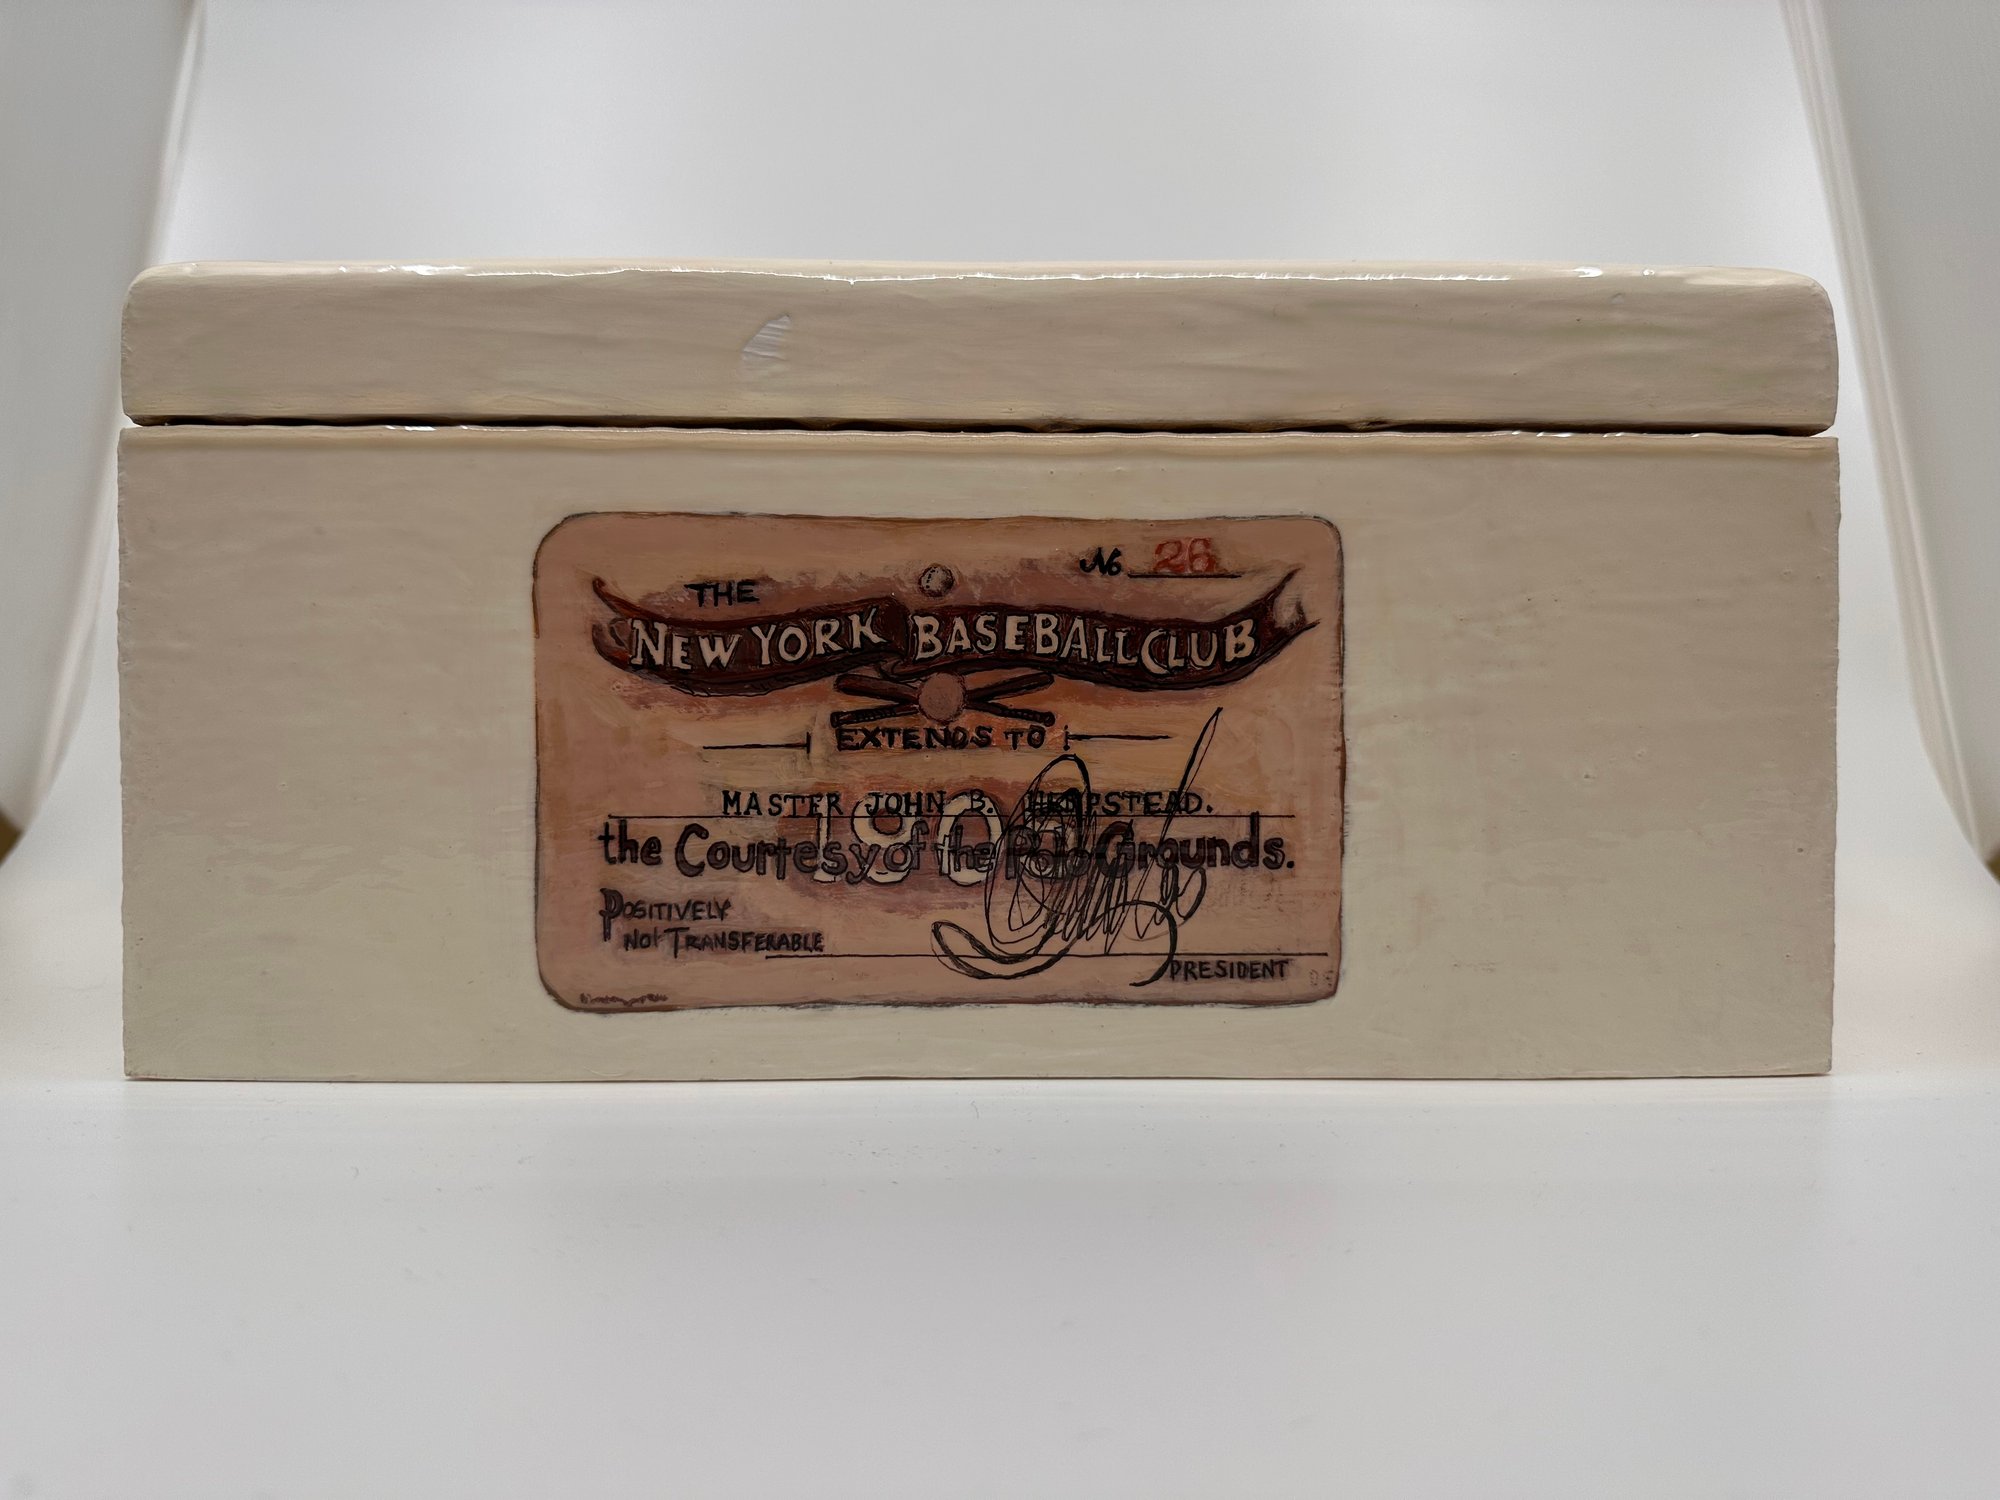 No 26
THE
NEW YORK BASEBALL CLUB
EXTENDS TO
MASTER JOHN B. HEMPSTEAD.
the Courtesy of the Polo Grounds.
POSITIVELY
NOT TRANSFERABLE
PRESIDENT